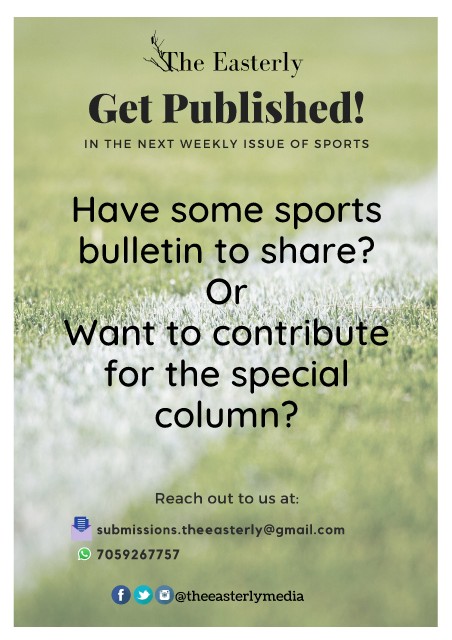 The Easterly
Get Published!
IN THE NEXT WEEKLY ISSUE OF SPORTS
Have some sports
bulletin to share?
Or
Want to contribute
for the special
column?
Reach out to us at:
submissions.theeasterly@gmail.com
7059267757
@theeasterlymedia